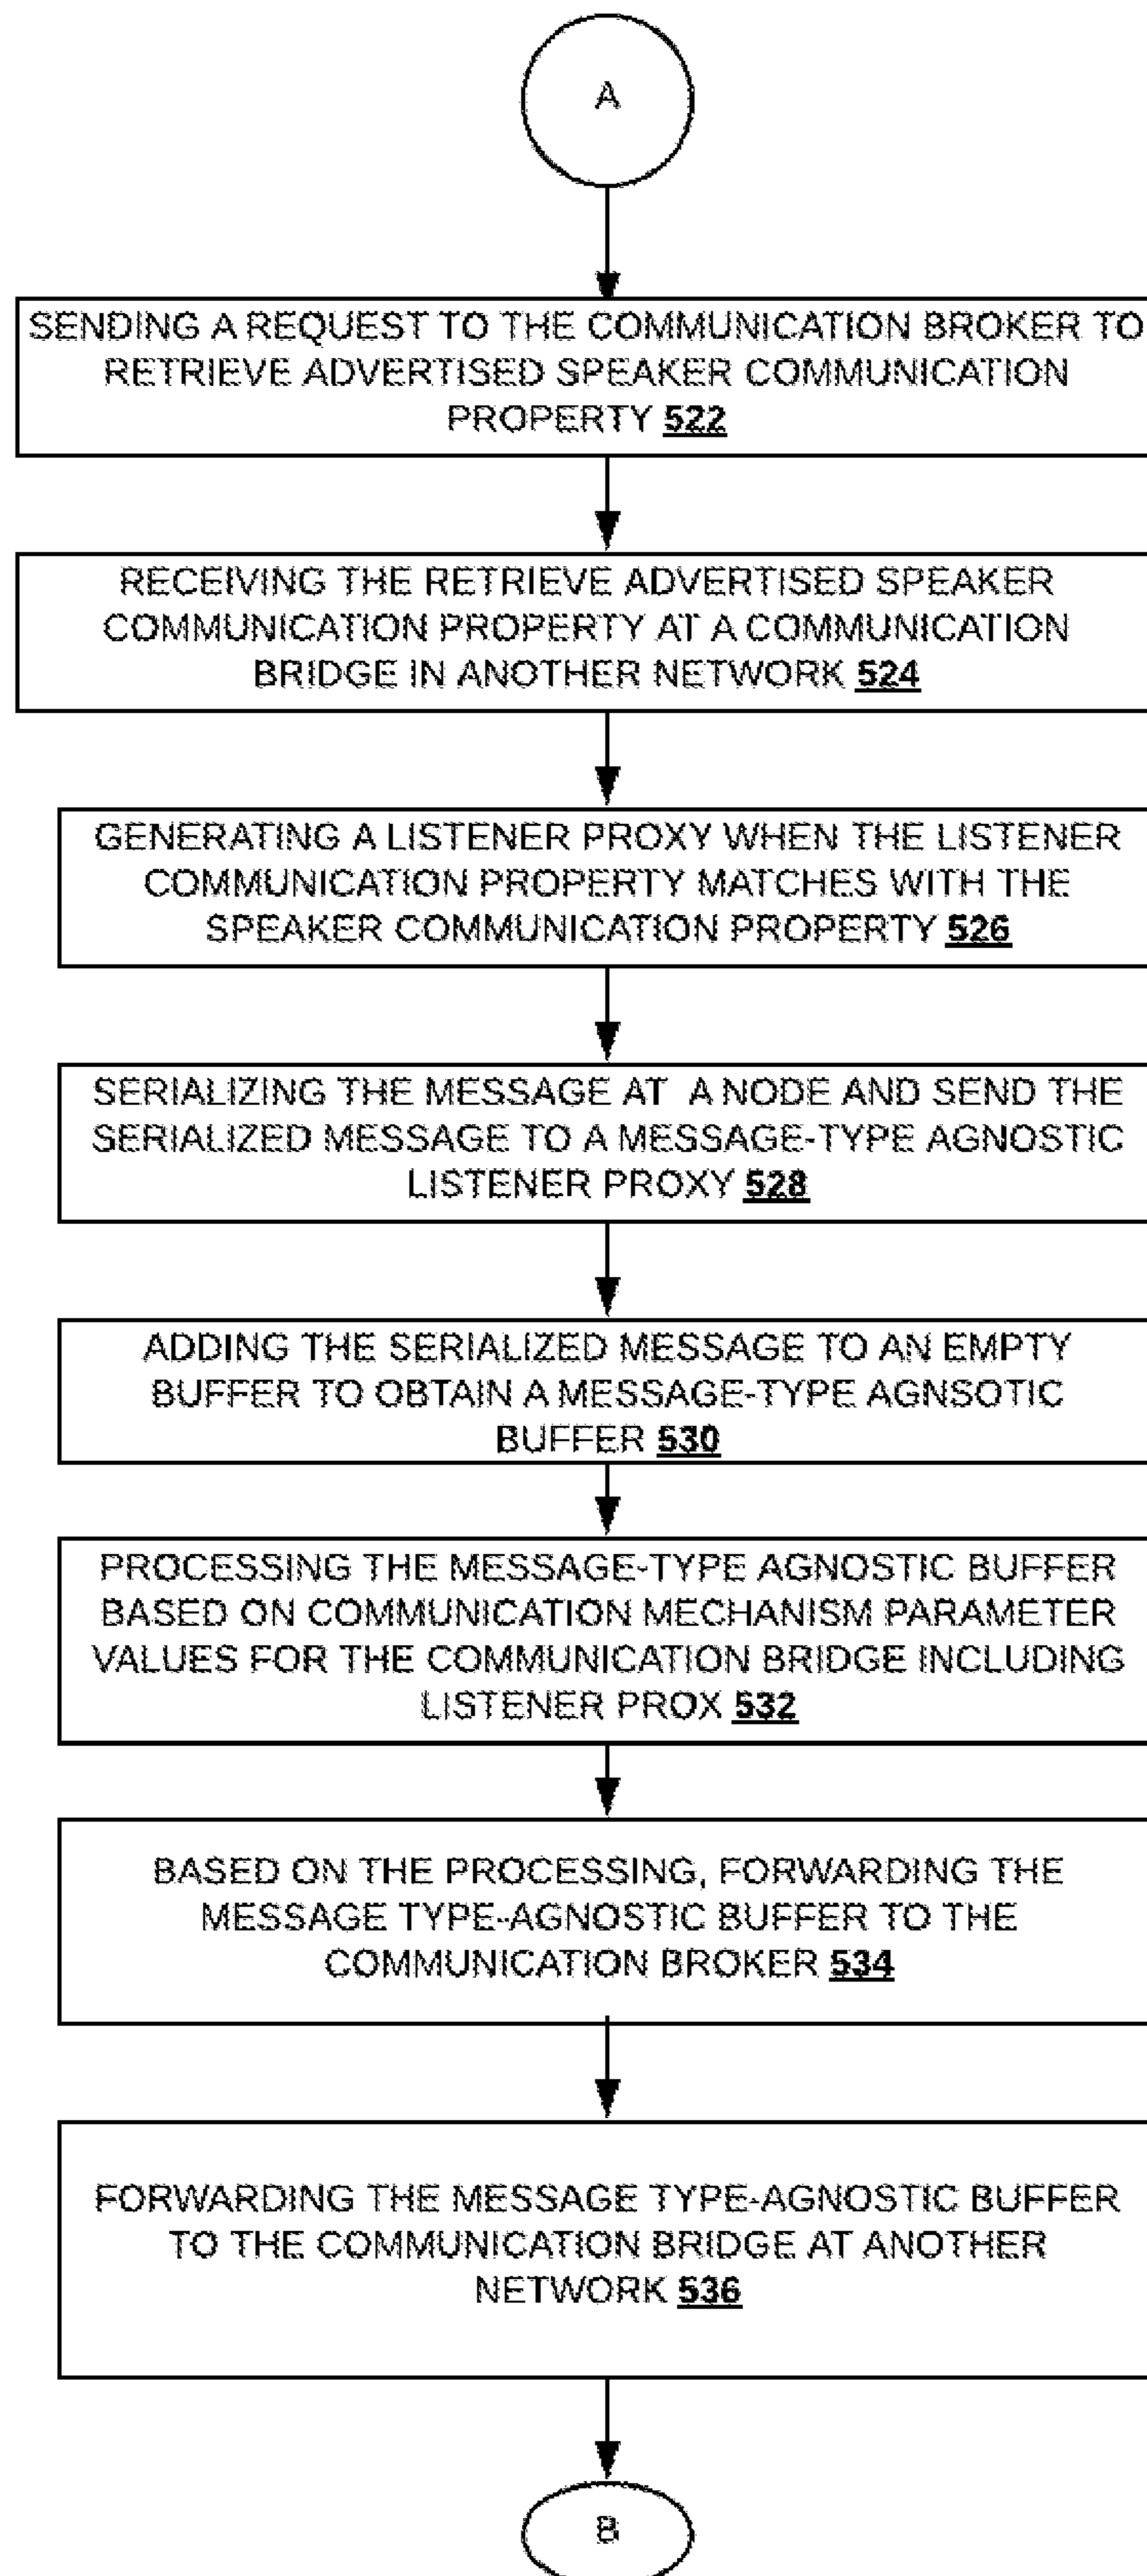 A
SENDING A REQUEST TO THE COMMUNICATION BROKER TO
RETRIEVE ADVERTISED SPEAKER COMMUNICATION
PROPERTY 522
RECEIVING THE RETRIEVE ADVERTISED SPEAKER
COMMUNICATION PROPERTY AT A COMMUNICATION
BRIDGE IN ANOTHER NETWORK 524
GENERATING A LISTENER PROXY WHEN THE LISTENER
COMMUNICATION PROPERTY MATCHES WITH THE
SPEAKER COMMUNICATION PROPERTY 526
SERIALIZING THE MESSAGE AT A NODE AND SEND THE
SERIALIZED MESSAGE TO A MESSAGE-TYPE AGNOSTIC
LISTENER PROXY 528
ADDING THE SERIALIZED MESSAGE TO AN EMPTY
BUFFER TO OBTAIN A MESSAGE-TYPE AGNSOTIC
BUFFER 530
PROCESSING THE MESSAGE-TYPE AGNOSTIC BUFFER
BASED ON COMMUNICATION MECHANISM PARAMETER
VALUES FOR THE COMMUNICATION BRIDGE INCLUDING
LISTENER PROX 532
BASED ON THE PROCESSING, FORWARDING THE
MESSAGE TYPE-AGNOSTIC BUFFER TO THE
COMMUNICATION BROKER 534
FORWARDING THE MESSAGE TYPE-AGNOSTIC BUFFER
TO THE COMMUNICATION BRIDGE AT ANOTHER
NETWORK 536
B